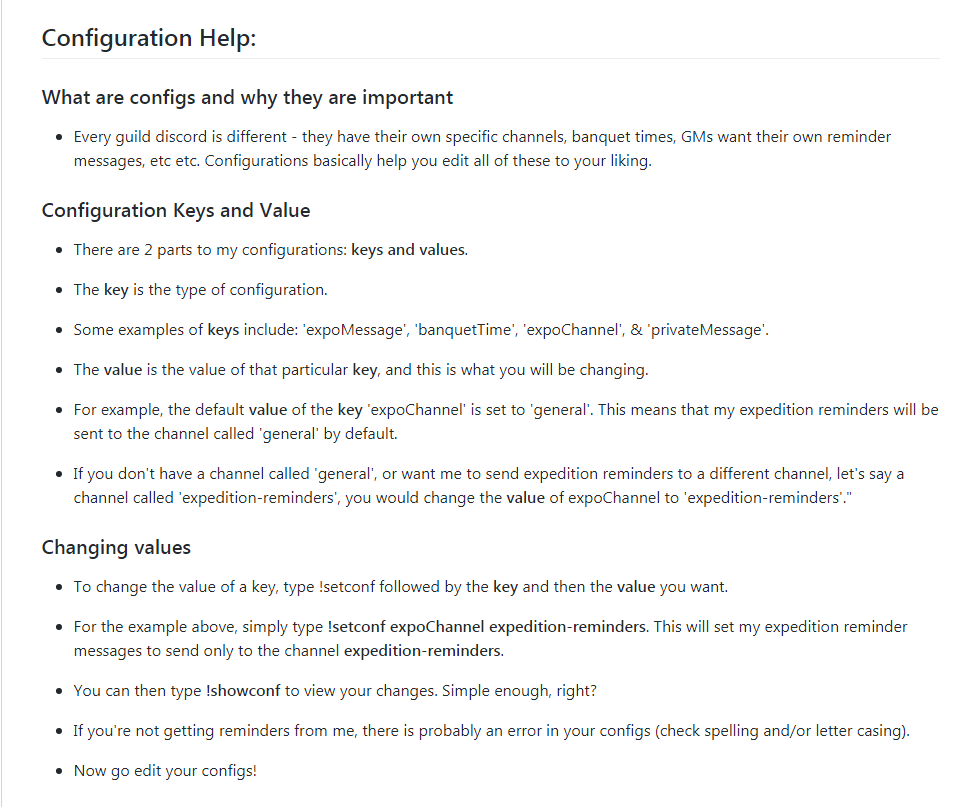 Configuration Help:
What are configs and why they are important
• Every guild discord is different - they have their own specific channels, banquet times, GMs want their own reminder
messages, etc etc. Configurations basically help you edit all of these to your liking.
Configuration Keys and Value
• There are 2 parts to my configurations: keys and values.
• The key is the type of configuration.
• Some examples of keys include: 'expoMessage', 'banquetTime', 'expoChannel', & 'privateMessage'.
• The value is the value of that particular key, and this is what you will be changing.
• For example, the default value of the key 'expoChannel' is set to 'general'. This means that my expedition reminders will be
sent to the channel called 'general' by default.
• If you don't have a channel called 'general', or want me to send expedition reminders to a different channel, let's say a
channel called 'expedition-reminders', you would change the value of expoChannel to 'expedition-reminders'."
Changing values
• To change the value of a key, type !setconf followed by the key and then the value you want.
• For the example above, simply type !setconf expoChannel expedition-reminders. This will set my expedition reminder
messages to send only to the channel expedition-reminders.
• You can then type !showconf to view your changes. Simple enough, right?
• If you're not getting reminders from me, there is probably an error in your configs (check spelling and/or letter casing).
• Now go edit your configs!